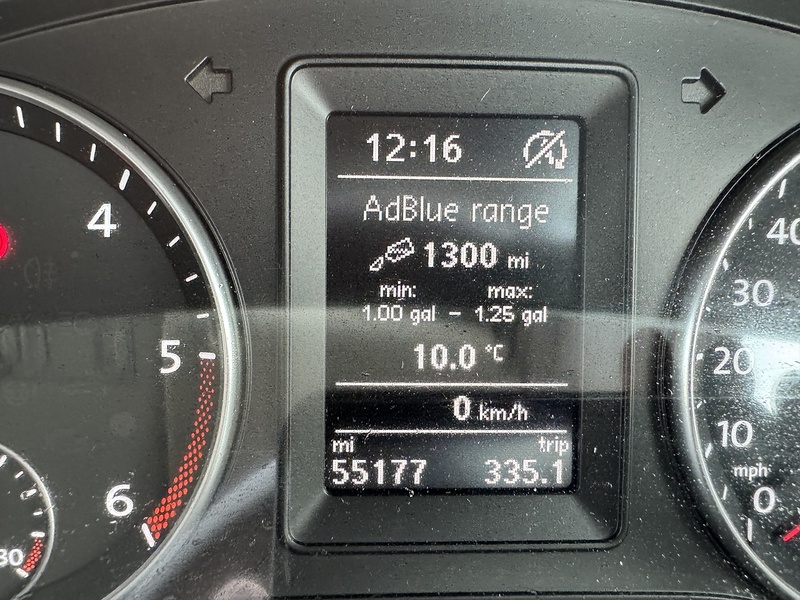 12:16
AdBlue range
1300 mi
min: max:
1.00 gal – 1.25 gal
10.0 °C
0 km/h
mi trip
55177 335.1
4
5
6
30
40
30
20
10
mph
0